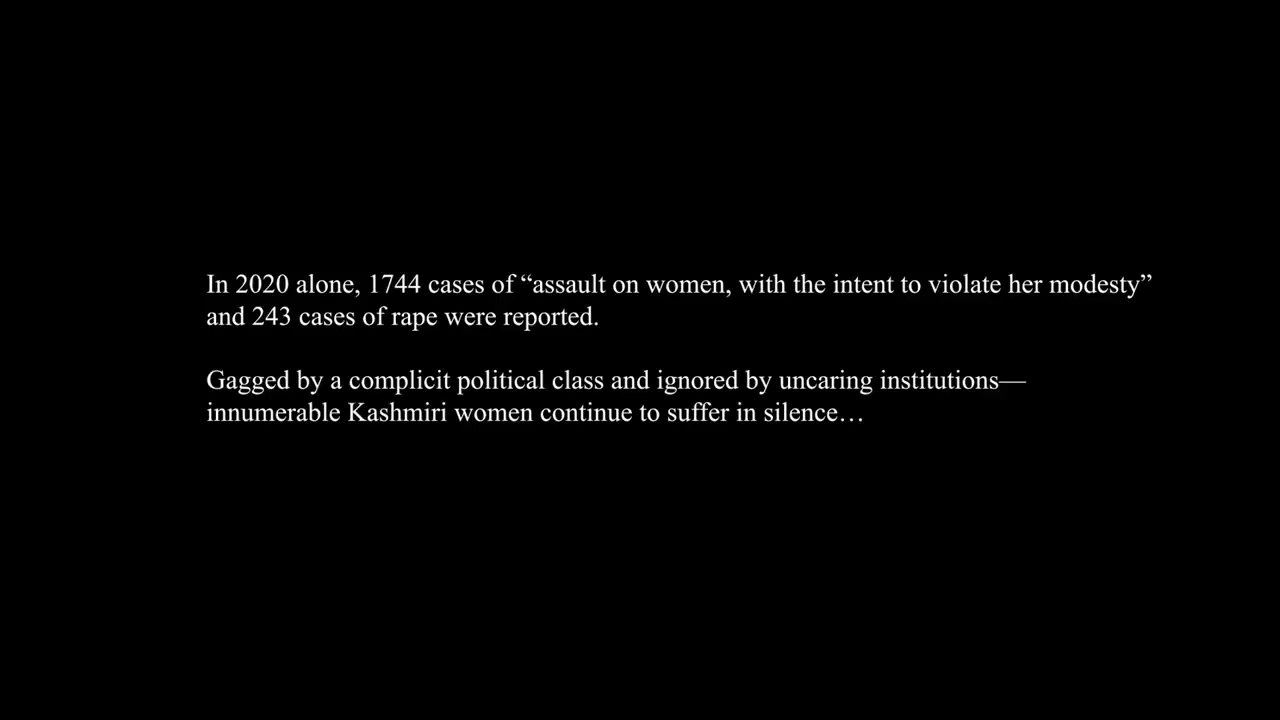 In 2020 alone, 1744 cases of “assault on women, with the intent to violate her modesty”
and 243 cases of rape were reported.
Gagged by a complicit political class and ignored by uncaring institutions—
innumerable Kashmiri women continue to suffer in silence…